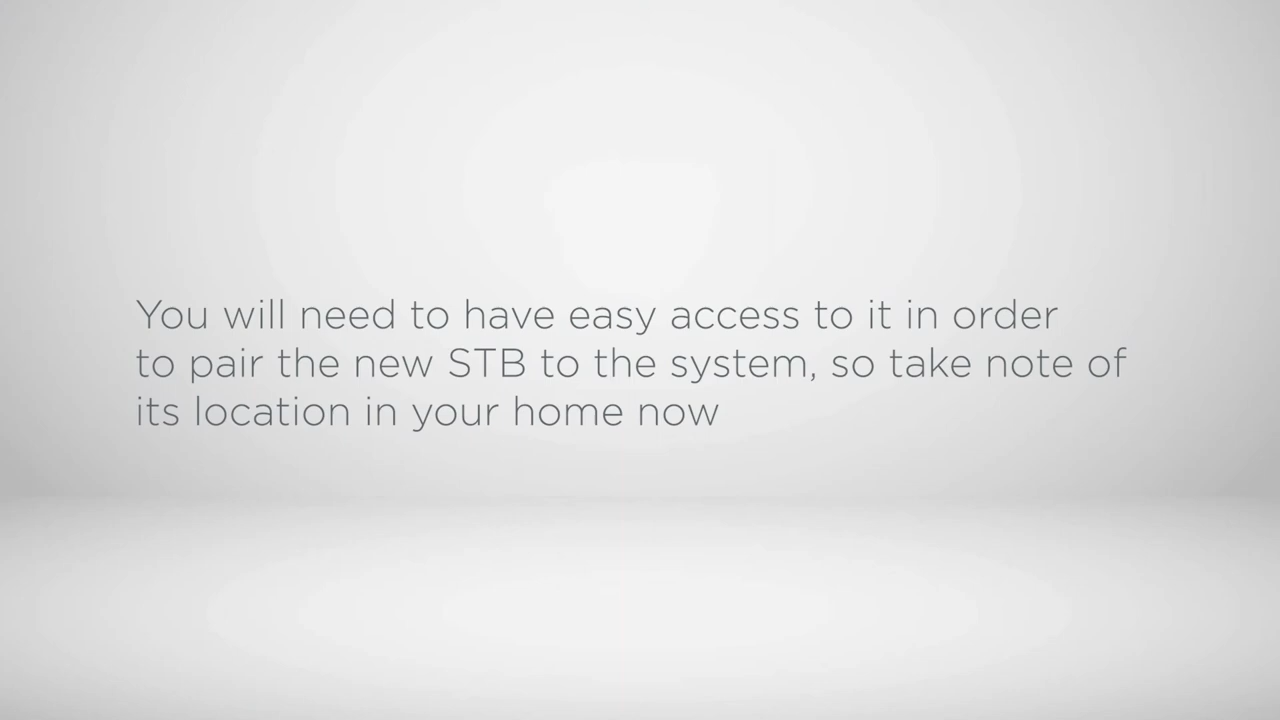 You will need to have easy access to it in order
to pair the new STB to the system, so take note of
its location in your home now